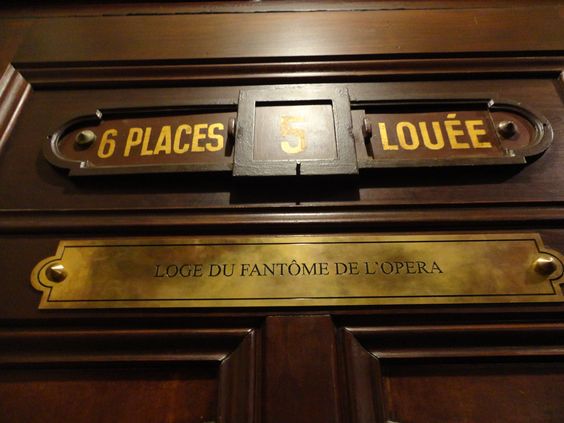 6 PLACES 5 LOUÉE
LOGE DU FANTÔME DE L'OPERA